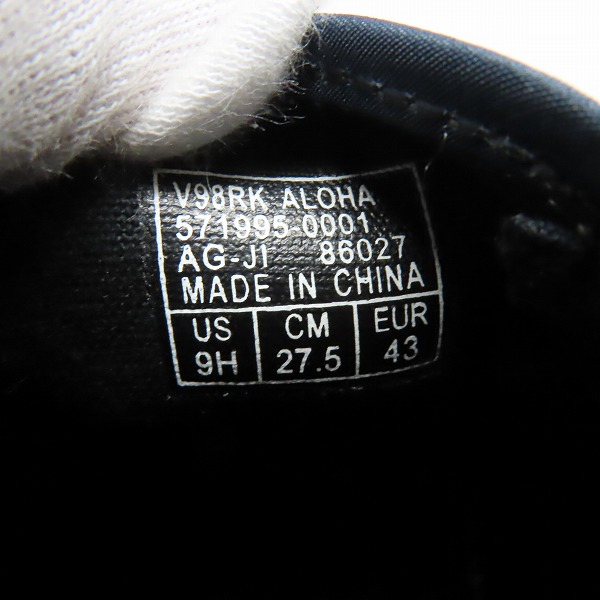 V98RK ALOHA
571995 0001
AG-JI 86027
MADE IN CHINA
US CM EUR
9H 27.5 43